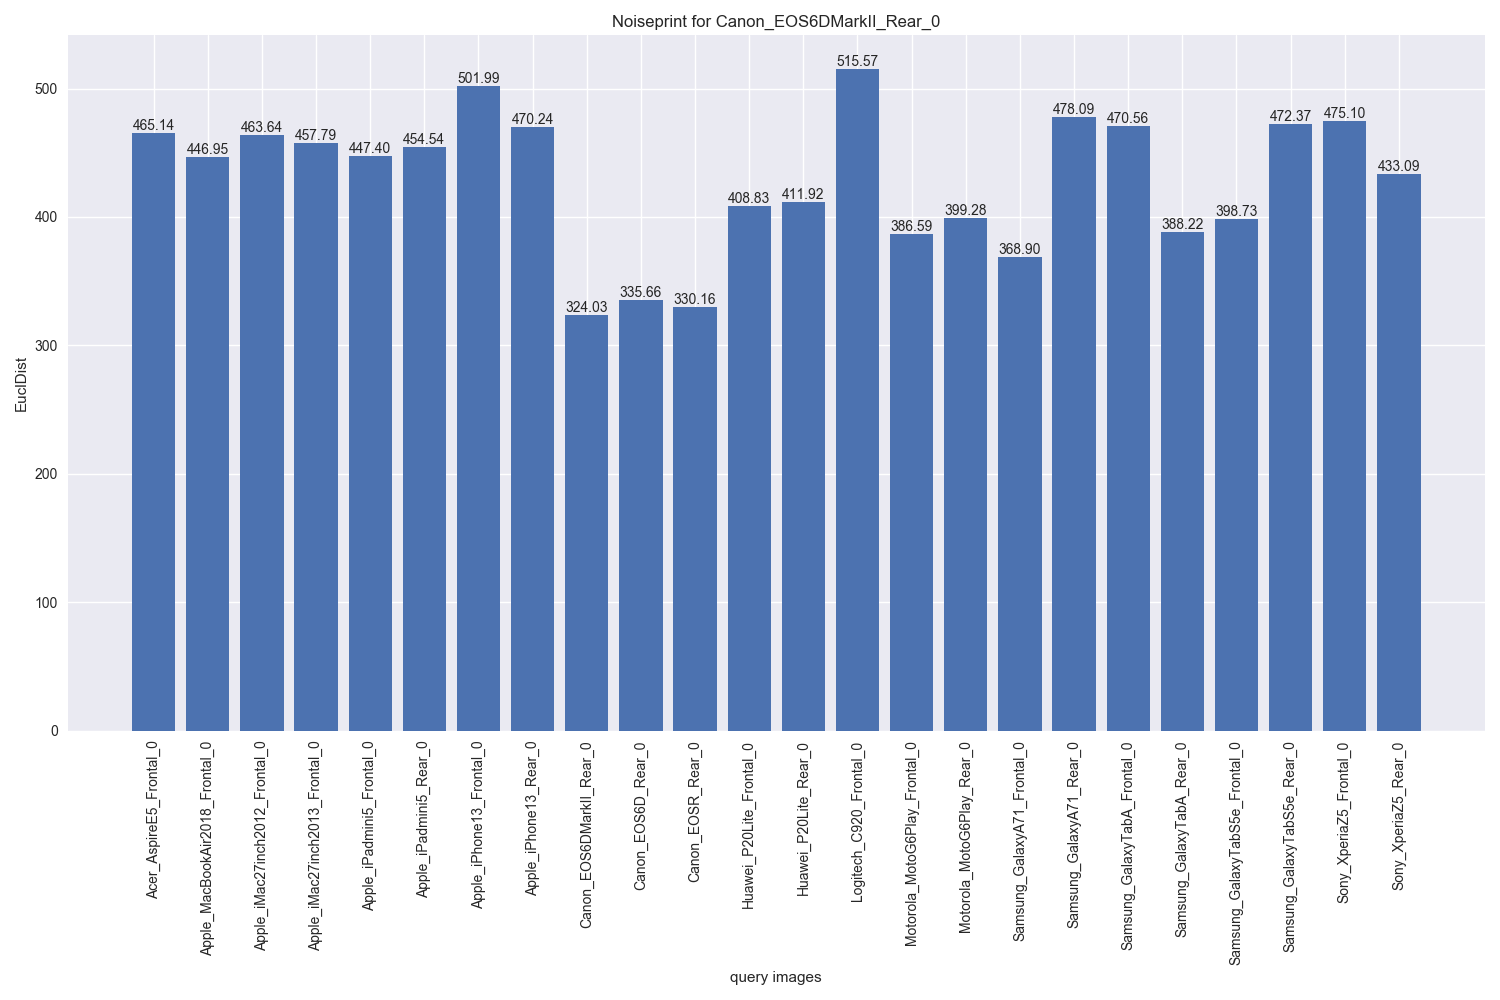 Noiseprint for Canon_EOS6DMarkII_Rear_0
EuclDist
500
400
300
200
100
0
465.14
446.95
463.64
457.79
447.40
454.54
501.99
470.24
324.03
335.66
330.16
408.83
411.92
515.57
386.59
399.28
368.90
478.09
470.56
388.22
398.73
472.37
475.10
433.09
Acer_AspireE5_Frontal_0
Apple_MacBookAir2018_Frontal_0
Apple_iMac27inch2012_Frontal_0
Apple_iMac27inch2013_Frontal_0
Apple_iPadmini5_Frontal_0
Apple_iPadmini5_Rear_0
Apple_iPhone13_Frontal_0
Apple_iPhone13_Rear_0
Canon_EOS6DMarkII_Rear_0
Canon_EOS6D_Rear_0
Canon_EOSR_Rear_0
Huawei_P20Lite_Frontal_0
Huawei_P20Lite_Rear_0
Logitech_C920_Frontal_0
Motorola_MotoG6Play_Frontal_0
Motorola_MotoG6Play_Rear_0
Samsung_GalaxyA71_Frontal_0
Samsung_GalaxyA71_Rear_0
Samsung_GalaxyTabA_Frontal_0
Samsung_GalaxyTabA_Rear_0
Samsung_GalaxyTabS5e_Frontal_0
Samsung_GalaxyTabS5e_Rear_0
Sony_XperiaZ5_Frontal_0
Sony_XperiaZ5_Rear_0
query images